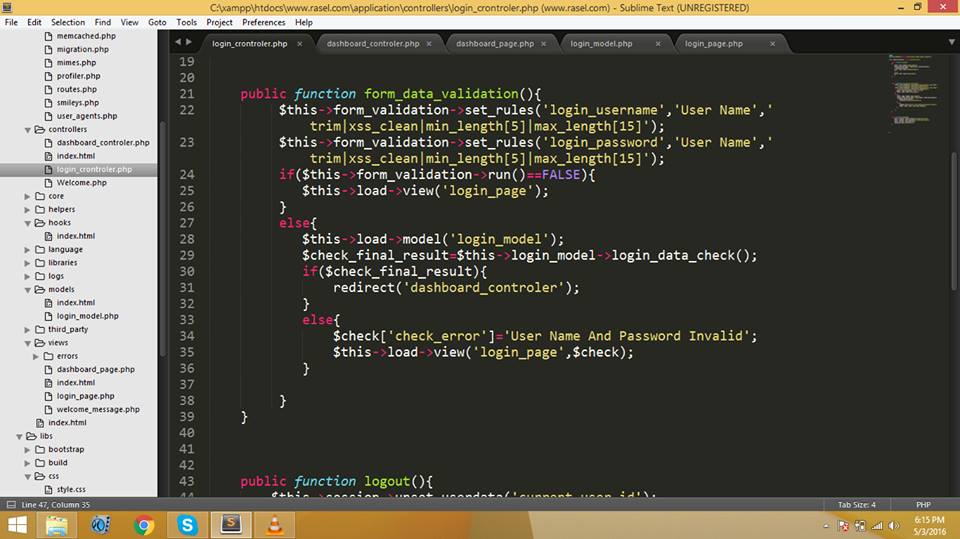 C:\xampp\htdocs\www.rasel.com\application\controllers\login_crontroler.php (www.rasel.com) - Sublime Text (UNREGISTERED)
File Edit Selection Find View Goto Tools Project Preferences Help
memcached.php
migration.php
mimes.php
profiler.php
routes.php
smileys.php
user_agents.php
controllers
dashboard_controler.php
index.html
login_crontroler.php
Welcome.php
core
helpers
hooks
index.html
language
libraries
logs
models
index.html
login_model.php
third_party
views
errors
dashboard_page.php
index.html
login_page.php
welcome_message.php
index.html
libs
bootstrap
build
css
style.css
login_crontroler.php dashboard_controler.php dashboard_page.php login_model.php login_page.php
19
20
21 public function form_data_validation(){
22 $this->form_validation->set_rules('login_username','User Name','
trim|xss_clean|min_length[5]|max_length[15]');
23 $this->form_validation->set_rules('login_password','User Name','
trim|xss_clean|min_length[5]|max_length[15]');
24 if($this->form_validation->run()==FALSE){
25 $this->load->view('login_page');
26 }
27 else{
28 $this->load->model('login_model');
29 $check_final_result=$this->login_model->login_data_check();
30 if($check_final_result){
31 redirect('dashboard_controler');
32 }
33 else{
34 $check['check_error']='User Name And Password Invalid';
35 $this->load->view('login_page',$check);
36 }
37
38 }
39 }
40
41
42
43 public function logout(){
44 $this->session->unset_userdata('current_user_id');
Line 47, Column 35 Tab Size: 4 PHP
6:15 PM
5/3/2016